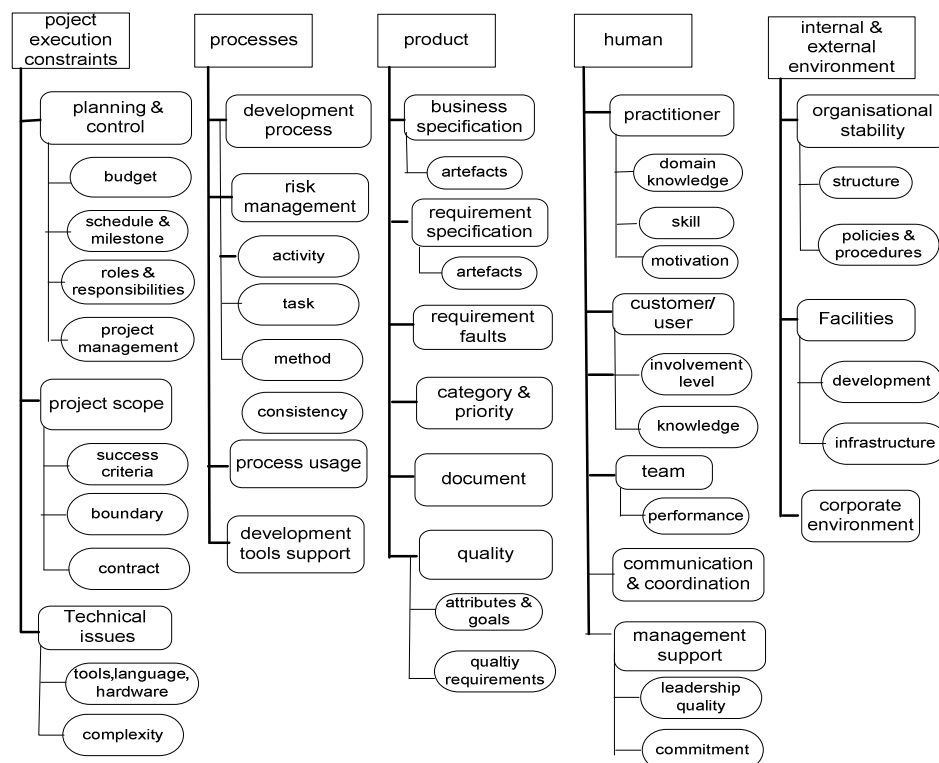 poject
execution
constraints
planning &
control
budget
schedule &
milestone
roles &
responsibilities
project
management
project scope
success
criteria
boundary
contract
Technical
issues
tools,language,
hardware
complexity
processes
development
process
risk
management
activity
task
method
consistency
process usage
development
tools support
product
business
specification
artefacts
requirement
specification
artefacts
requirement
faults
category &
priority
document
quality
attributes &
goals
qualtiy
requirements
human
practitioner
domain
knowledge
skill
motivation
customer/
user
involvement
level
knowledge
team
performance
communication
& coordination
management
support
leadership
quality
commitment
internal &
external
environment
organisational
stability
structure
policies &
procedures
Facilities
development
infrastructure
corporate
environment